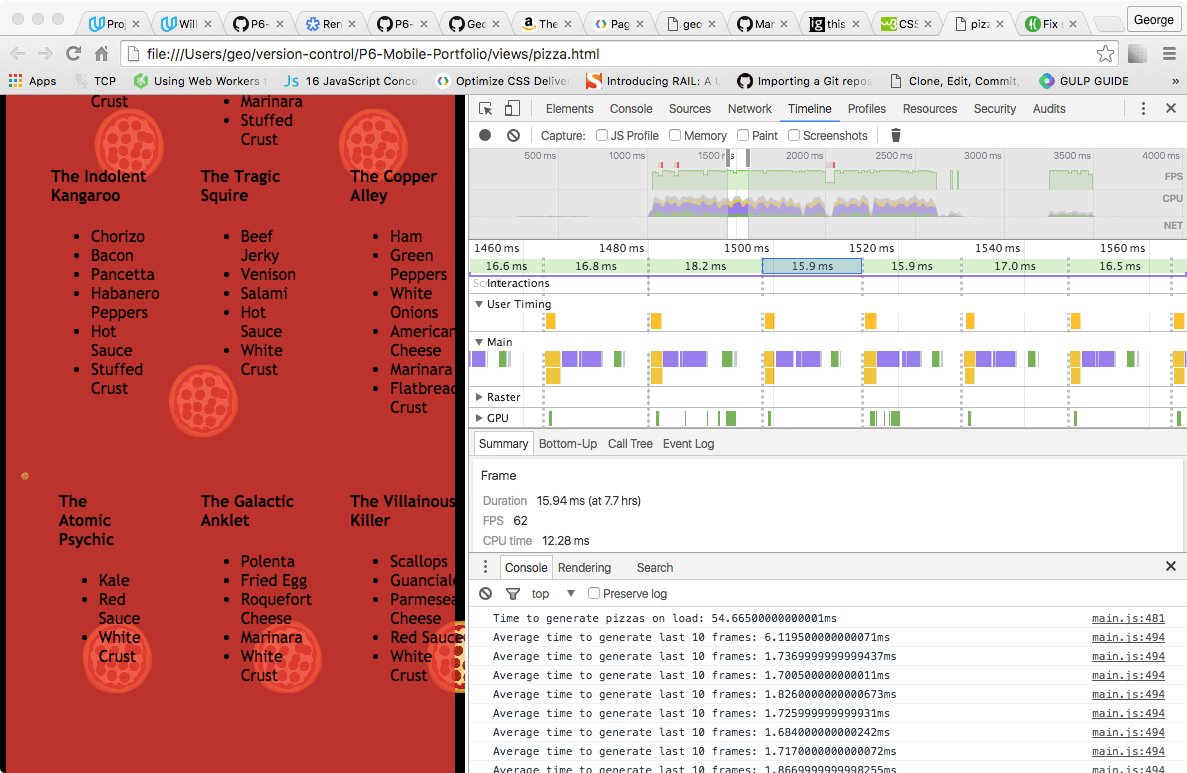 Proj
Will
P6-
Ren
P6-
Geo
The
Pag
geo
Mar
this
CSS
pizz
Fix s
George
file:///Users/geo/version-control/P6-Mobile-Portfolio/views/pizza.html
Apps
TCP
Using Web Workers t
16 JavaScript Conce
Optimize CSS Deliver
Introducing RAIL: A U
Importing a Git repos
Clone, Edit, Commit,
GULP GUIDE
»
Crust
• Marinara
• Stuffed
Crust
The Indolent
Kangaroo
• Chorizo
• Bacon
• Pancetta
• Habanero
Peppers
• Hot
Sauce
• Stuffed
Crust
The Tragic
Squire
• Beef
Jerky
• Venison
• Salami
• Hot
Sauce
• White
Crust
The Copper
Alley
• Ham
• Green
Peppers
• White
Onions
• American
Cheese
• Marinara
• Flatbread
Crust
The
Atomic
Psychic
• Kale
• Red
Sauce
• White
Crust
The Galactic
Anklet
• Polenta
• Fried Egg
• Roquefort
Cheese
• Marinara
• White
Crust
The Villainous
Killer
• Scallops
• Guanciale
• Parmesea
Cheese
• Red Sauce
• White
Crust
Elements Console Sources Network Timeline Profiles Resources Security Audits
Capture: JS Profile Memory Paint Screenshots
500 ms 1000 ms 1500 ms 2000 ms 2500 ms 3000 ms 3500 ms 4000 ms
FPS
CPU
NET
1460 ms 1480 ms 1500 ms 1520 ms 1540 ms 1560 ms
16.6 ms 16.8 ms 18.2 ms 15.9 ms 15.9 ms 17.0 ms 16.5 ms
Interactions
User Timing
Main
Raster
GPU
Summary Bottom-Up Call Tree Event Log
Frame
Duration 15.94 ms (at 7.7 hrs)
FPS 62
CPU time 12.28 ms
Console Rendering Search
top Preserve log
Time to generate pizzas on load: 54.66500000000001ms main.js:481
Average time to generate last 10 frames: 6.119500000000071ms main.js:494
Average time to generate last 10 frames: 1.7369999999999437ms main.js:494
Average time to generate last 10 frames: 1.700500000000011ms main.js:494
Average time to generate last 10 frames: 1.8260000000000673ms main.js:494
Average time to generate last 10 frames: 1.725999999999931ms main.js:494
Average time to generate last 10 frames: 1.684000000000242ms main.js:494
Average time to generate last 10 frames: 1.7170000000000072ms main.js:494
Average time to generate last 10 frames: 1.8669999999998255ms main.js:494